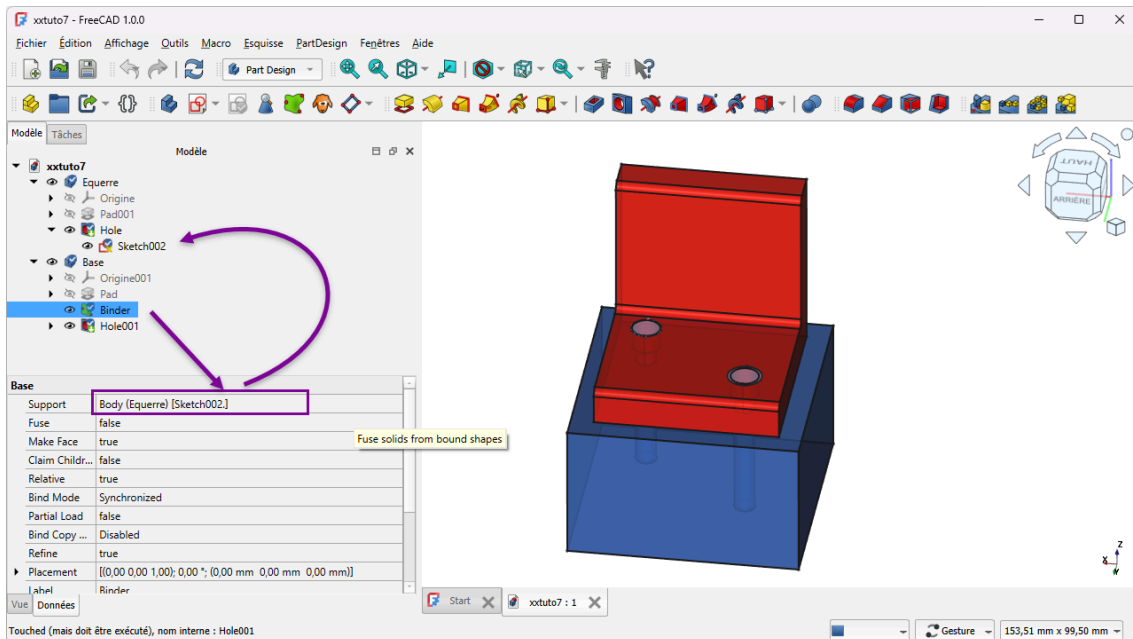 xxtuto7 - FreeCAD 1.0.0
Fichier Édition Affichage Outils Macro Esquisse PartDesign Fenêtres Aide
Part Design
Modèle Tâches
Modèle
xxtuto7
Equerre
Origine
Pad001
Hole
Sketch002
Base
Origine001
Pad
Binder
Hole001
HAUT
ARRIÈRE
Base
Support Body (Equerre) [Sketch002.]
Fuse false
Make Face true
Fuse solids from bound shapes
Claim Childr... false
Relative true
Bind Mode Synchronized
Partial Load false
Bind Copy ... Disabled
Refine true
Placement [(0,00 0,00 1,00); 0,00 °; (0,00 mm 0,00 mm 0,00 mm)]
Label Binder
Z
X
Y
Vue Données
Start xxtuto7 : 1
Touched (mais doit être exécuté), nom interne : Hole001
Gesture
153,51 mm x 99,50 mm